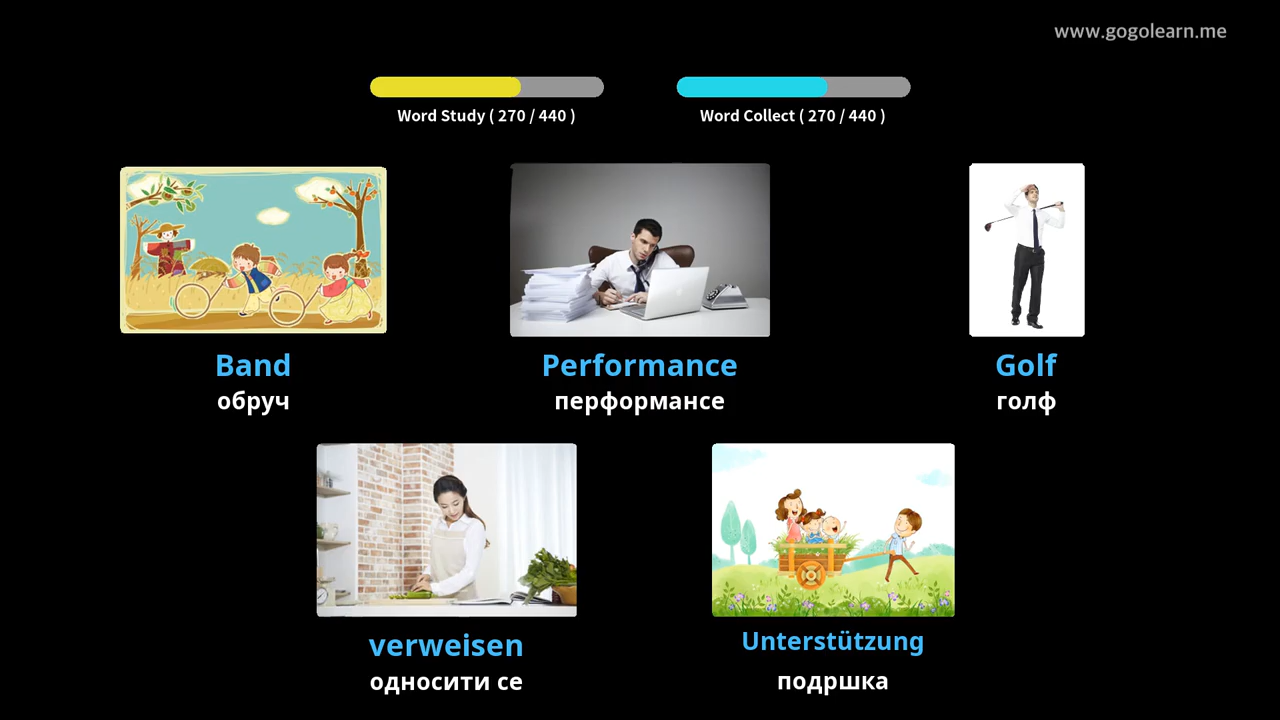 www.gogolearn.me
Word Study ( 270 / 440 )
Word Collect ( 270 / 440 )
Band
обруч
Performance
перформансе
Golf
голф
verweisen
односити се
Unterstützung
подршка